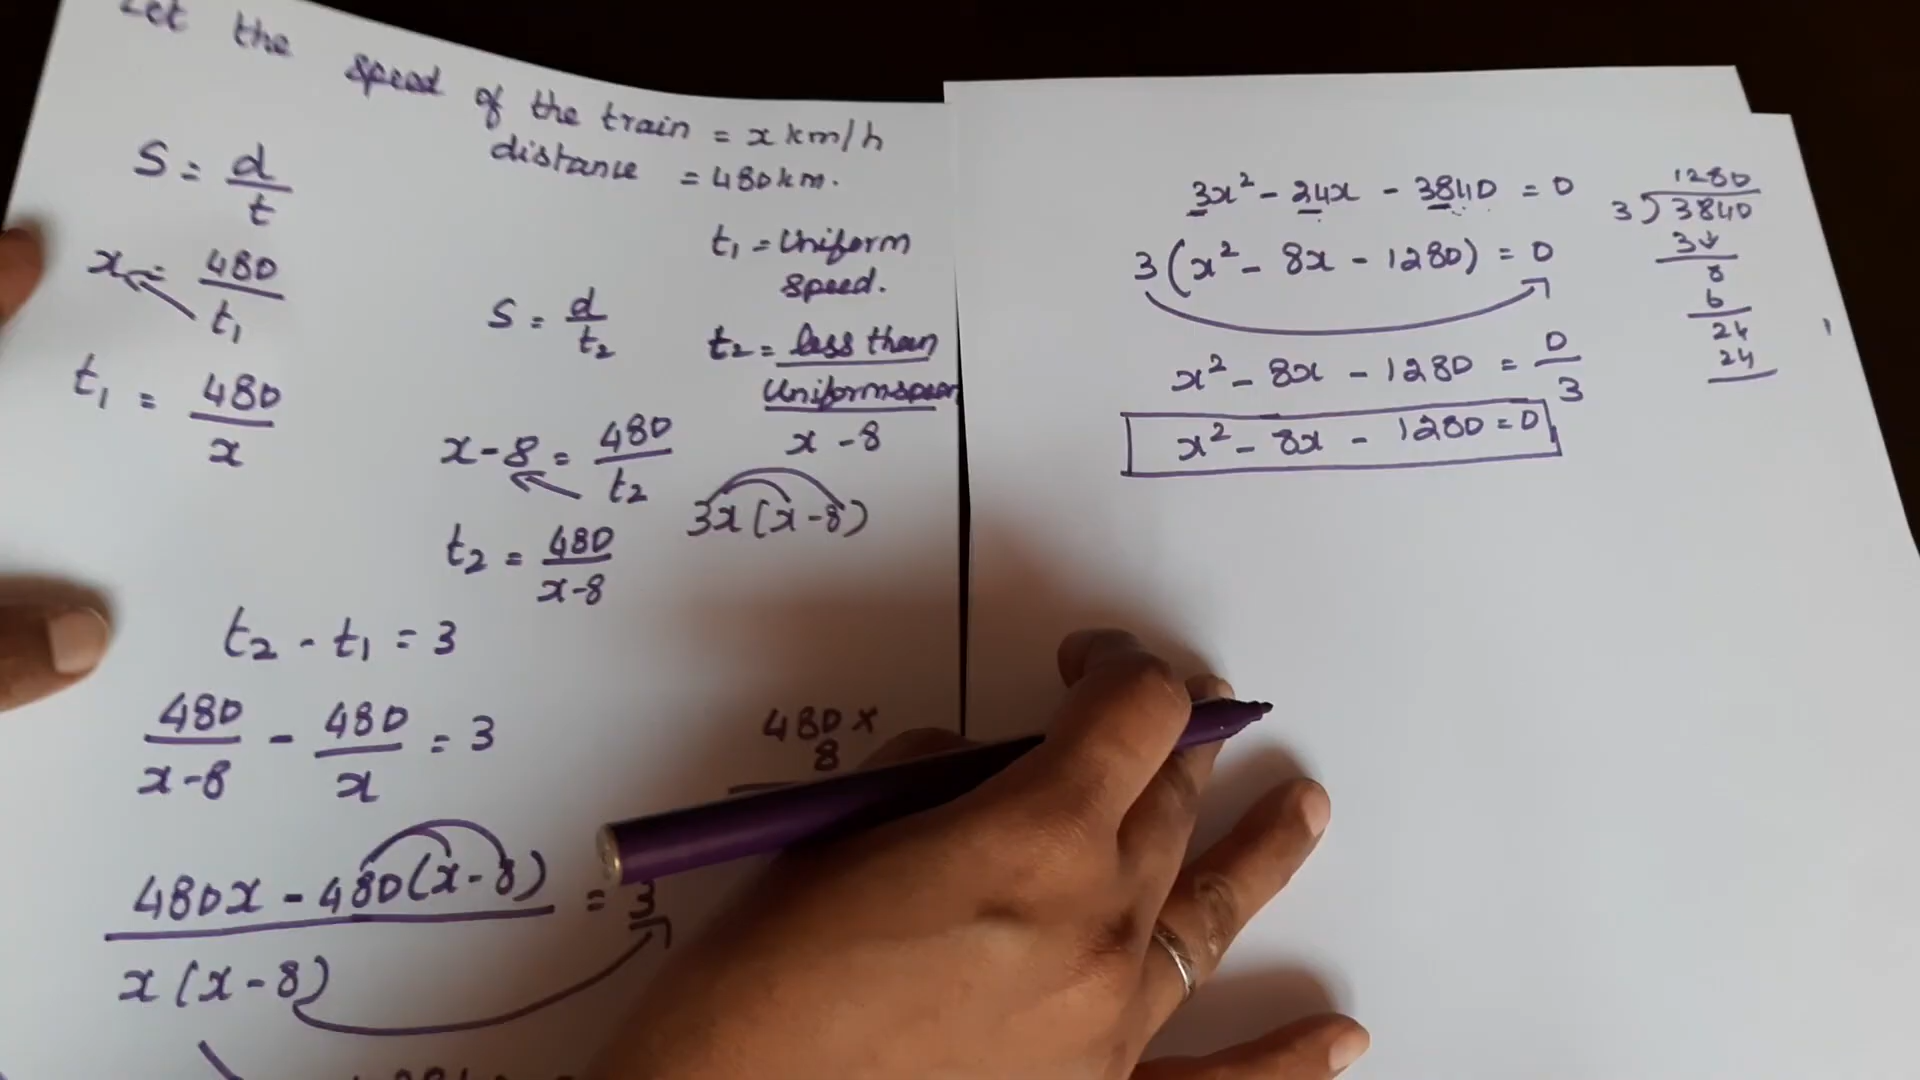 Let the speed of the train = x km/h
distance = 480km.
S = d/t
x = 480/t₁
t₁ = 480/x
t₁ = Uniform
speed.
S = d/t₂
t₂ = less than
Uniform speed
x - 8
x - 8 = 480/t₂
3x(x-8)
t₂ = 480/x-8
t₂ - t₁ = 3
480/x-8 - 480/x = 3
480 x
8
480x - 480(x-8)/x(x-8) = 3
3x² - 24x - 3840 = 0
3(x² - 8x - 1280) = 0
x² - 8x - 1280 = 0/3
x² - 8x - 1280 = 0
1280
3)3840
3↓
8
6
24
24